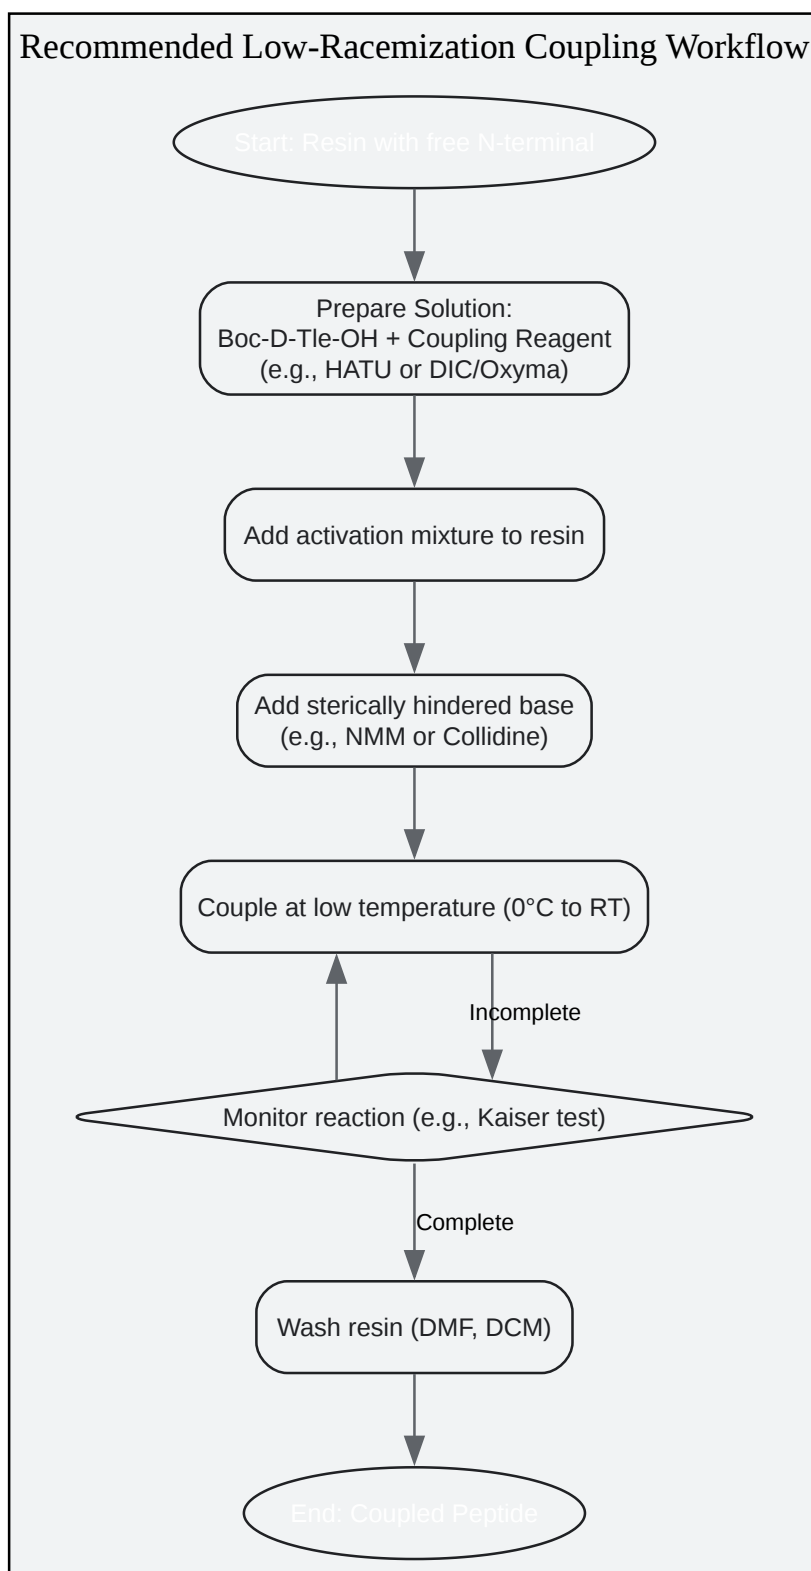 Recommended Low-Racemization Coupling Workflow
Start: Resin with free N-terminal
Prepare Solution:
Boc-D-Tle-OH + Coupling Reagent
(e.g., HATU or DIC/Oxyma)
Add activation mixture to resin
Add sterically hindered base
(e.g., NMM or Collidine)
Couple at low temperature (0°C to RT)
Incomplete
Monitor reaction (e.g., Kaiser test)
Complete
Wash resin (DMF, DCM)
End: Coupled Peptide